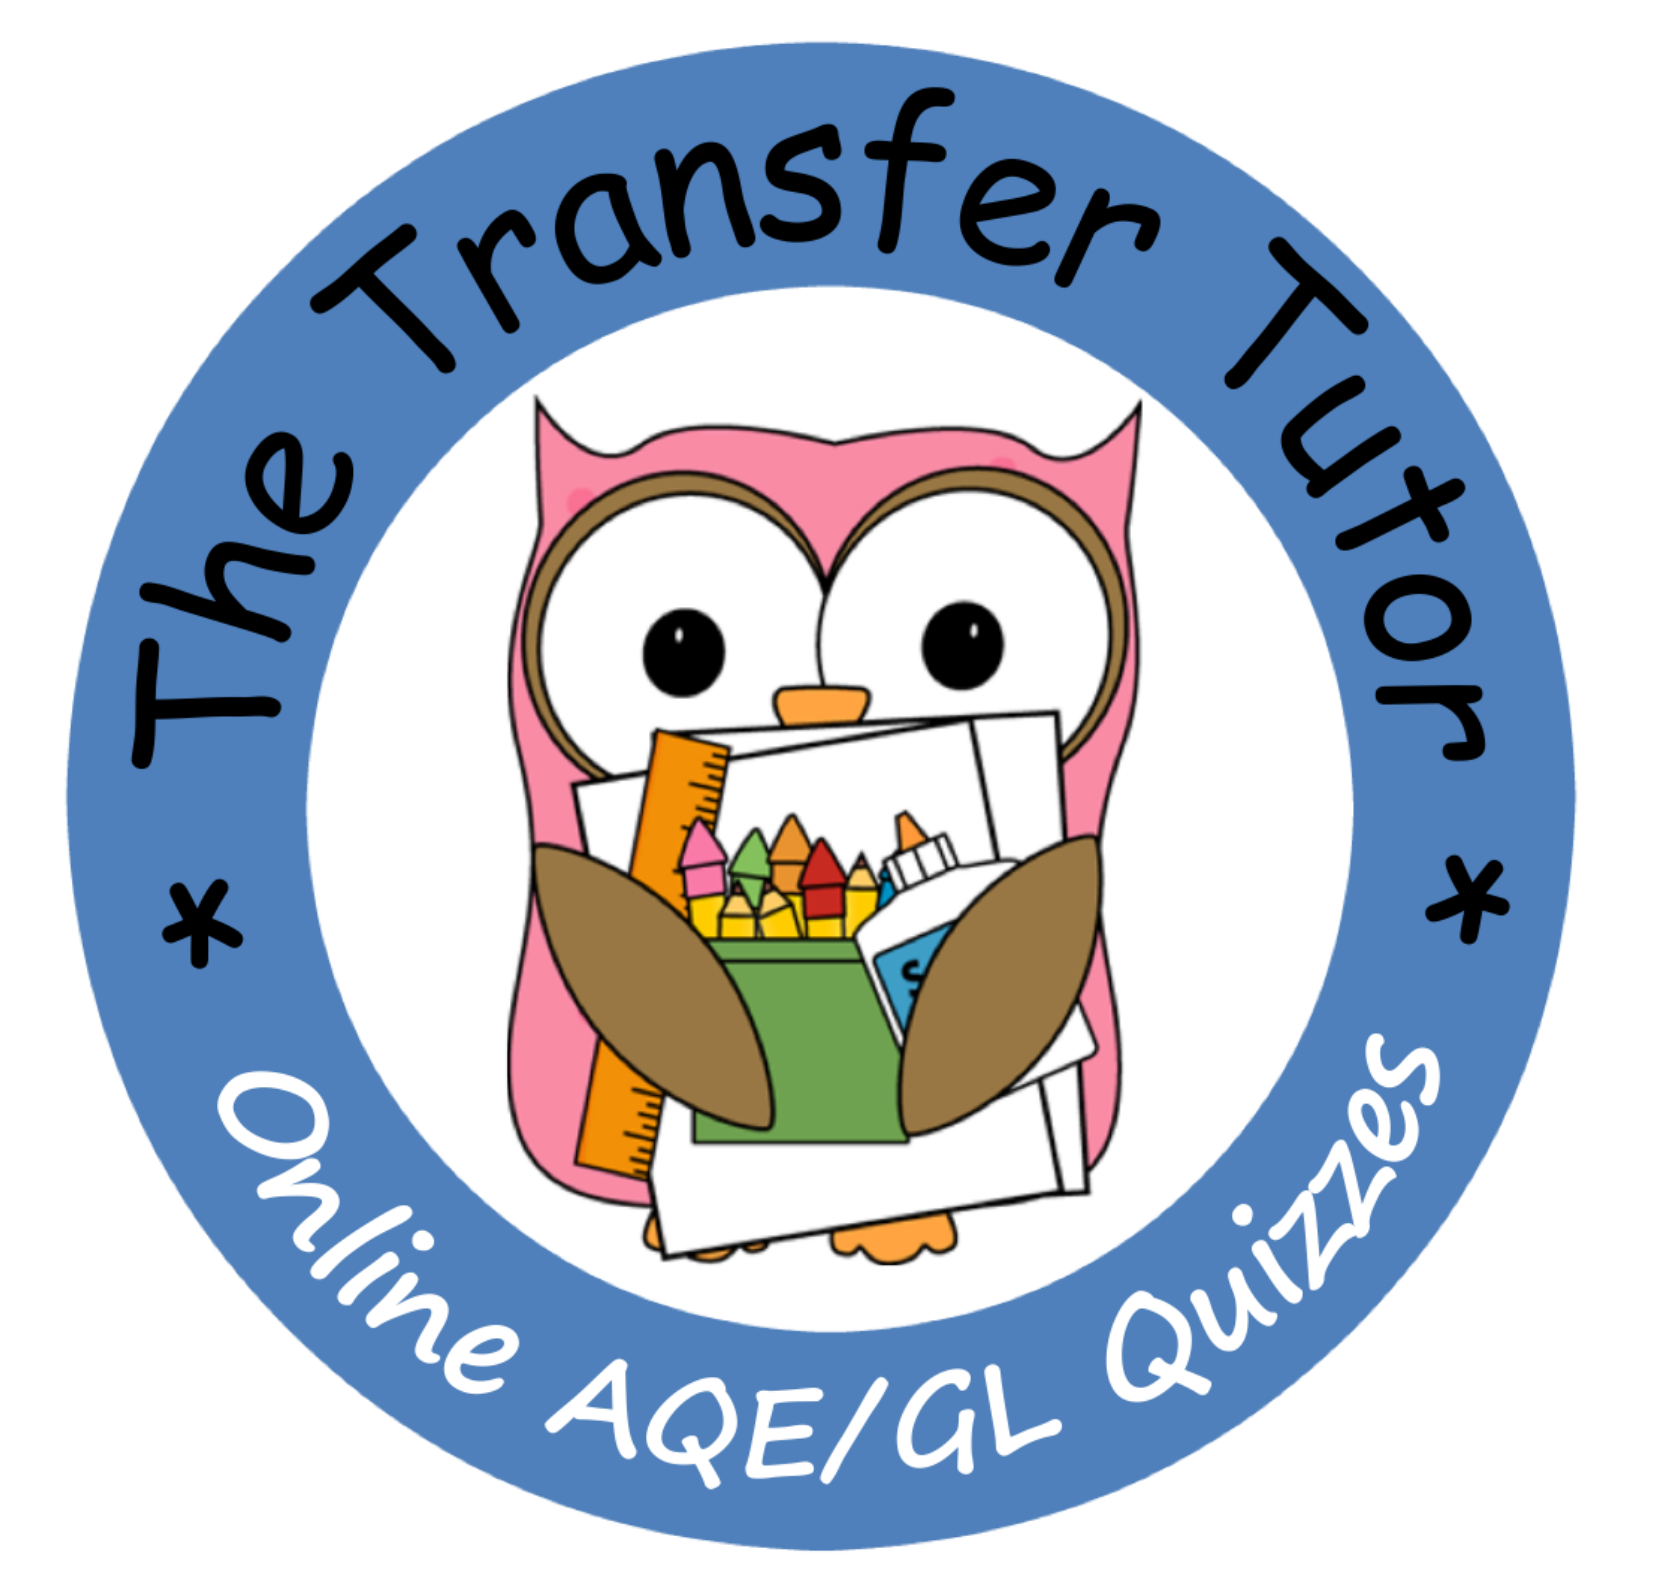 The Transfer Tutor
* *
Online AQE/GL Quizzes
S